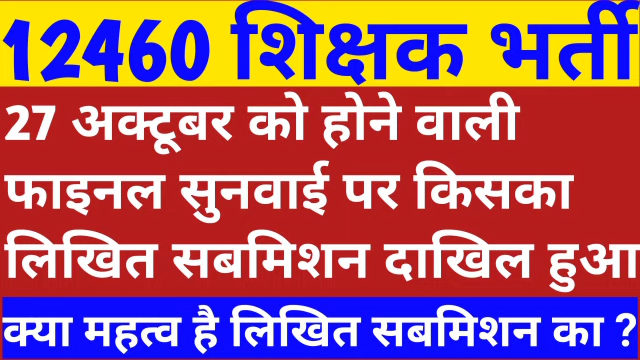 12460 शिक्षक भर्ती
27 अक्टूबर को होने वाली
फाइनल सुनवाई पर किसका
लिखित सबमिशन दाखिल हुआ
क्या महत्व है लिखित सबमिशन का ?